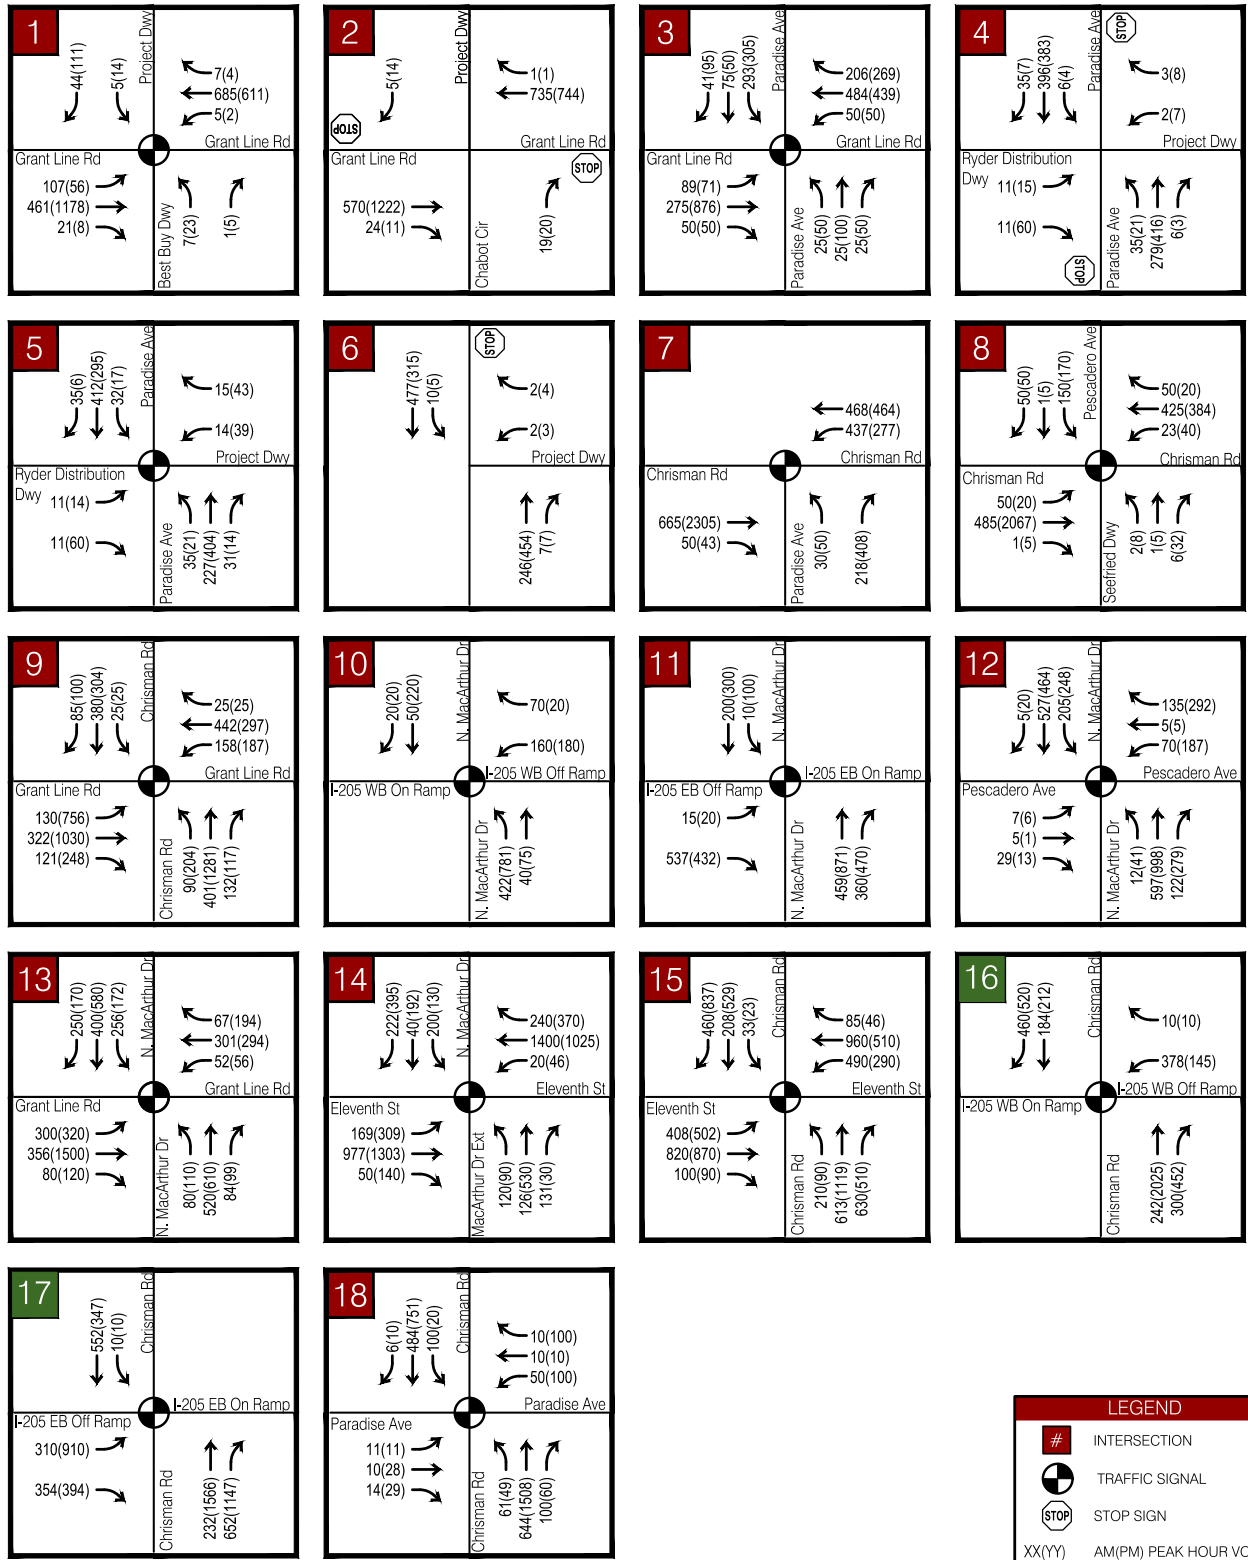 1
44(111)
5(14)
Project Dwy
7(4)
685(611)
5(2)
Grant Line Rd
Grant Line Rd
107(56)
461(1178)
21(8)
Best Buy Dwy
7(23)
1(5)
2
5(14)
Project Dwy
1(1)
735(744)
STOP
Grant Line Rd
Grant Line Rd
STOP
570(1222)
24(11)
Chabot Cir
19(20)
3
41(95)
75(50)
293(305)
Paradise Ave
206(269)
484(439)
50(50)
Grant Line Rd
Grant Line Rd
89(71)
275(876)
50(50)
Paradise Ave
25(50)
25(100)
25(50)
4
35(7)
396(383)
6(4)
Paradise Ave
STOP
3(8)
2(7)
Project Dwy
Ryder Distribution
Dwy
11(15)
11(60)
STOP
Paradise Ave
35(21)
279(416)
6(3)
5
35(6)
412(295)
32(17)
Paradise Ave
15(43)
14(39)
Project Dwy
Ryder Distribution
Dwy
11(14)
11(60)
Paradise Ave
35(21)
227(404)
31(14)
6
477(315)
10(5)
STOP
2(4)
2(3)
Project Dwy
246(454)
7(7)
7
468(464)
437(277)
Chrisman Rd
Chrisman Rd
665(2305)
50(43)
Paradise Ave
30(50)
218(408)
8
50(50)
1(5)
150(170)
Pescadero Ave
50(20)
425(384)
23(40)
Chrisman Rd
Chrisman Rd
50(20)
485(2067)
1(5)
Seefried Dwy
2(8)
1(5)
6(32)
9
85(100)
380(304)
25(25)
Chrisman Rd
25(25)
442(297)
158(187)
Grant Line Rd
Grant Line Rd
130(756)
322(1030)
121(248)
Chrisman Rd
90(204)
401(1281)
132(117)
10
20(20)
50(220)
N. MacArthur Dr
70(20)
160(180)
I-205 WB Off Ramp
I-205 WB On Ramp
N. MacArthur Dr
422(781)
40(75)
11
200(300)
10(100)
N. MacArthur Dr
I-205 EB On Ramp
I-205 EB Off Ramp
15(20)
537(432)
N. MacArthur Dr
459(871)
360(470)
12
5(20)
527(464)
205(248)
N. MacArthur Dr
135(292)
5(5)
70(187)
Pescadero Ave
Pescadero Ave
7(6)
5(1)
29(13)
N. MacArthur Dr
12(41)
597(998)
122(279)
13
250(170)
400(580)
256(172)
N. MacArthur Dr
67(194)
301(294)
52(56)
Grant Line Rd
Grant Line Rd
300(320)
356(1500)
80(120)
N. MacArthur Dr
80(110)
520(610)
84(99)
14
222(395)
40(192)
200(130)
N. MacArthur Dr
240(370)
1400(1025)
20(46)
Eleventh St
Eleventh St
169(309)
977(1303)
50(140)
MacArthur Dr Ext
120(90)
126(530)
131(30)
15
460(837)
208(529)
33(23)
Chrisman Rd
85(46)
960(510)
490(290)
Eleventh St
Eleventh St
408(502)
820(870)
100(90)
Chrisman Rd
210(90)
613(1119)
630(510)
16
460(520)
184(212)
Chrisman Rd
10(10)
378(145)
I-205 WB Off Ramp
I-205 WB On Ramp
Chrisman Rd
242(2025)
300(452)
17
552(347)
10(10)
Chrisman Rd
I-205 EB On Ramp
I-205 EB Off Ramp
310(910)
354(394)
Chrisman Rd
232(1566)
652(1147)
18
6(10)
484(751)
100(20)
Chrisman Rd
10(100)
10(10)
50(100)
Paradise Ave
Paradise Ave
11(11)
10(28)
14(29)
Chrisman Rd
61(49)
644(1508)
100(60)
LEGEND
# INTERSECTION
TRAFFIC SIGNAL
STOP STOP SIGN
XX(YY) AM(PM) PEAK HOUR